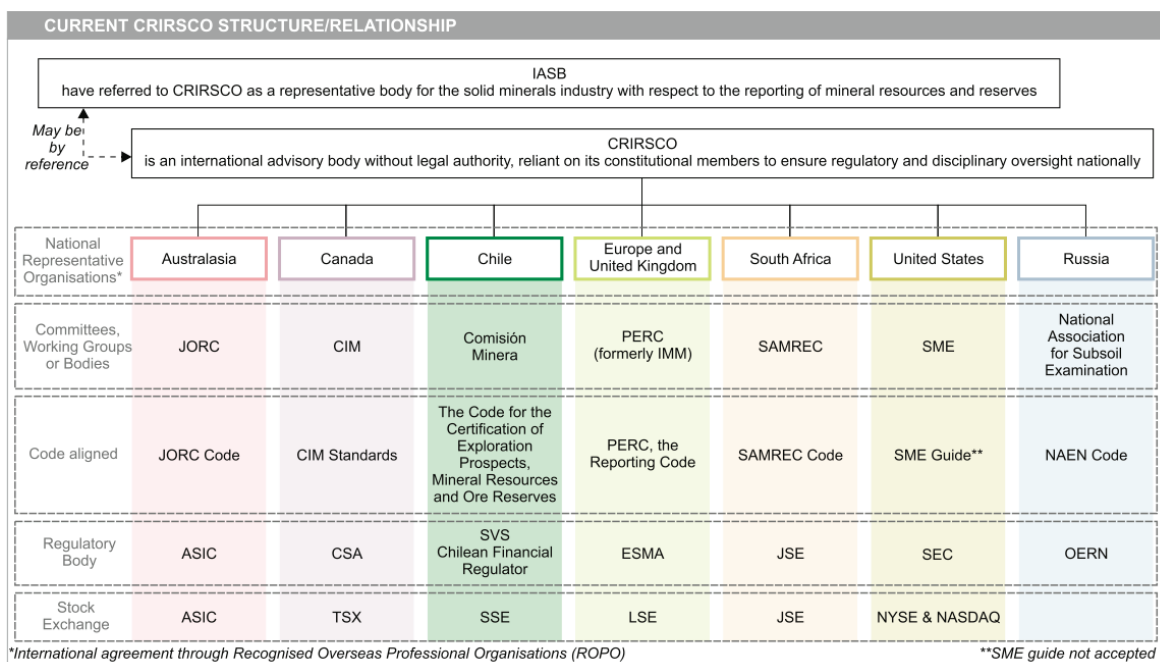 CURRENT CRIRSCO STRUCTURE/RELATIONSHIP
IASB
have referred to CRIRSCO as a representative body for the solid minerals industry with respect to the reporting of mineral resources and reserves
May be
by
reference
CRIRSCO
is an international advisory body without legal authority, reliant on its constitutional members to ensure regulatory and disciplinary oversight nationally
National
Representative
Organisations*
Australasia
Canada
Chile
Europe and
United Kingdom
South Africa
United States
Russia
Committees,
Working Groups
or Bodies
JORC
CIM
Comisión
Minera
PERC
(formerly IMM)
SAMREC
SME
National
Association
for Subsoil
Examination
Code aligned
JORC Code
CIM Standards
The Code for the
Certification of
Exploration
Prospects,
Mineral Resources
and Ore Reserves
PERC, the
Reporting Code
SAMREC Code
SME Guide**
NAEN Code
Regulatory
Body
ASIC
CSA
SVS
Chilean Financial
Regulator
ESMA
JSE
SEC
OERN
Stock
Exchange
ASIC
TSX
SSE
LSE
JSE
NYSE & NASDAQ
*International agreement through Recognised Overseas Professional Organisations (ROPO)
**SME guide not accepted